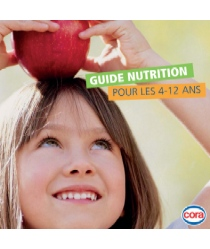 GUIDE NUTRITION
POUR LES 4-12 ANS
cora